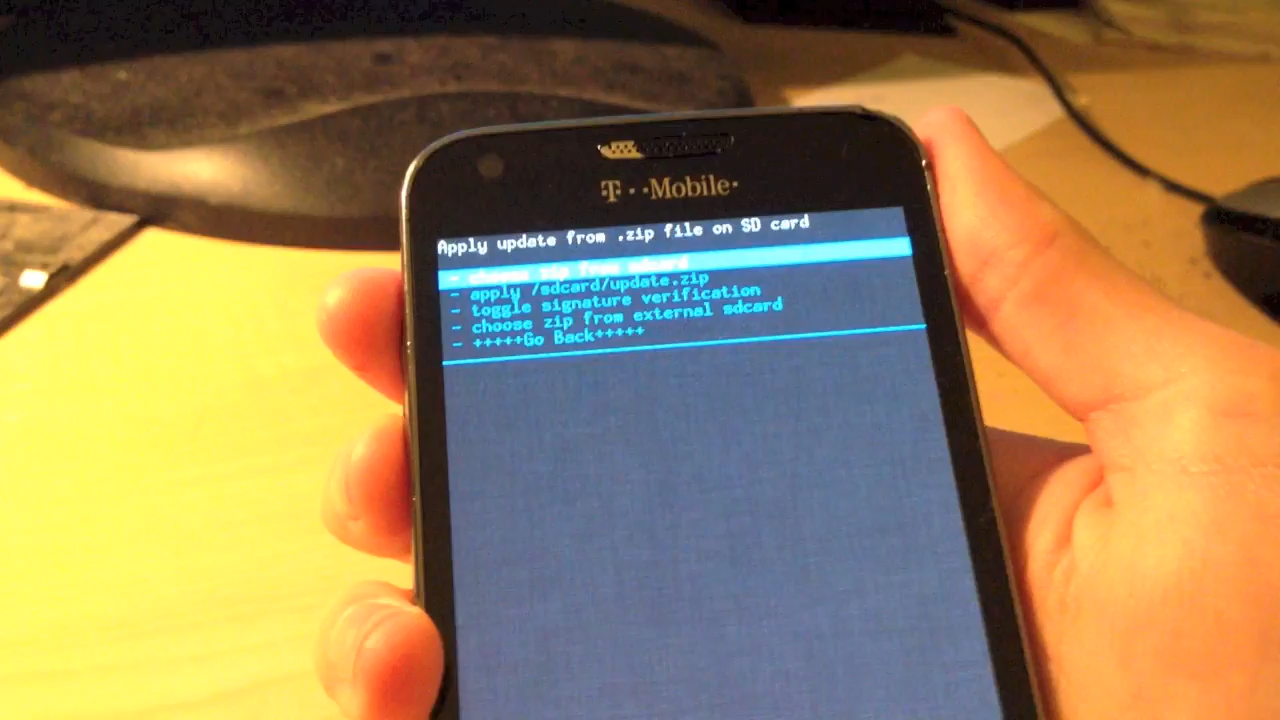 T··Mobile·
Apply update from .zip file on SD card
- choose zip from sdcard
- apply /sdcard/update.zip
- toggle signature verification
- choose zip from external sdcard
- +++++Go Back+++++